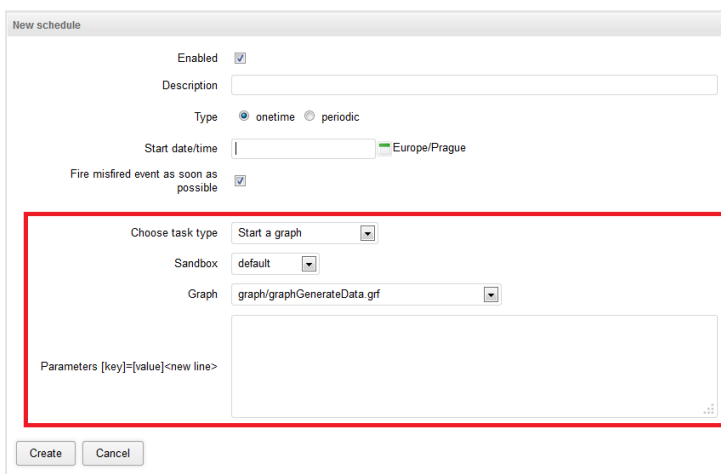 New schedule
Enabled
Description
Type onetime periodic
Start date/time Europe/Prague
Fire misfired event as soon as
possible
Choose task type Start a graph
Sandbox default
Graph graph/graphGenerateData.grf
Parameters [key]=[value]<new line>
Create Cancel